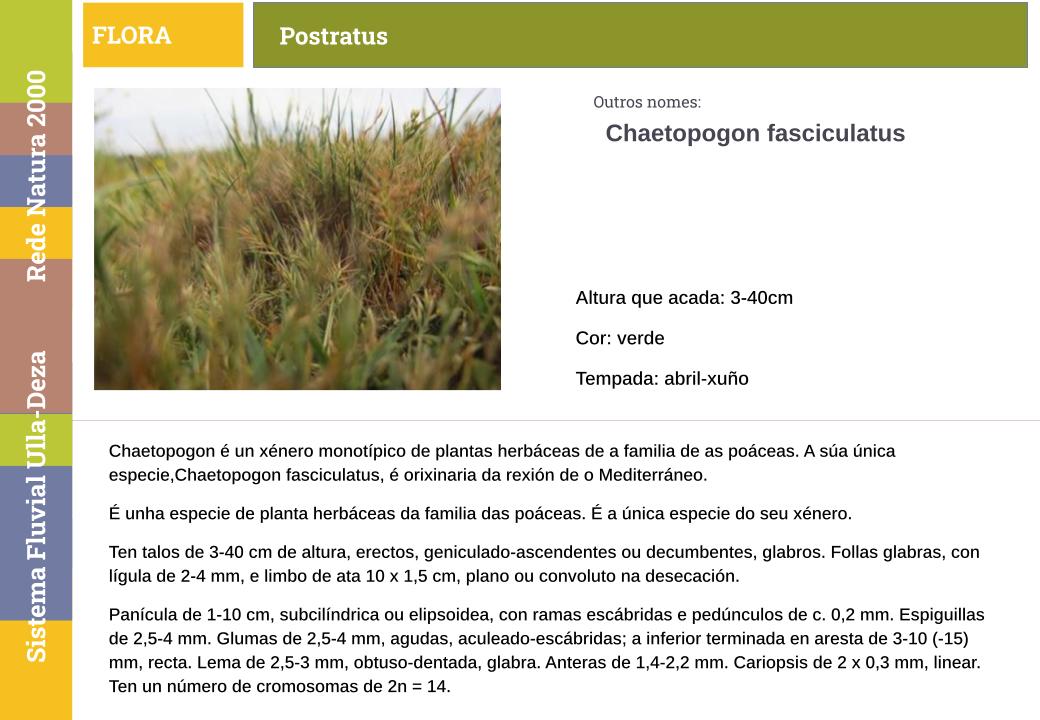 FLORA
Postratus
Rede Natura 2000
Sistema Fluvial Ulla-Deza
Outros nomes:
Chaetopogon fasciculatus
Altura que acada: 3-40cm
Cor: verde
Tempada: abril-xuño
Chaetopogon é un xénero monotípico de plantas herbáceas de a familia de as poáceas. A súa única
especie,Chaetopogon fasciculatus, é orixinaria da rexión de o Mediterráneo.
É unha especie de planta herbáceas da familia das poáceas. É a única especie do seu xénero.
Ten talos de 3-40 cm de altura, erectos, geniculado-ascendentes ou decumbentes, glabros. Follas glabras, con
lígula de 2-4 mm, e limbo de ata 10 x 1,5 cm, plano ou convoluto na desecación.
Panícula de 1-10 cm, subcilíndrica ou elipsoidea, con ramas escábridas e pedúnculos de c. 0,2 mm. Espiguillas
de 2,5-4 mm. Glumas de 2,5-4 mm, agudas, aculeado-escábridas; a inferior terminada en aresta de 3-10 (-15)
mm, recta. Lema de 2,5-3 mm, obtuso-dentada, glabra. Anteras de 1,4-2,2 mm. Cariopsis de 2 x 0,3 mm, linear.
Ten un número de cromosomas de 2n = 14.